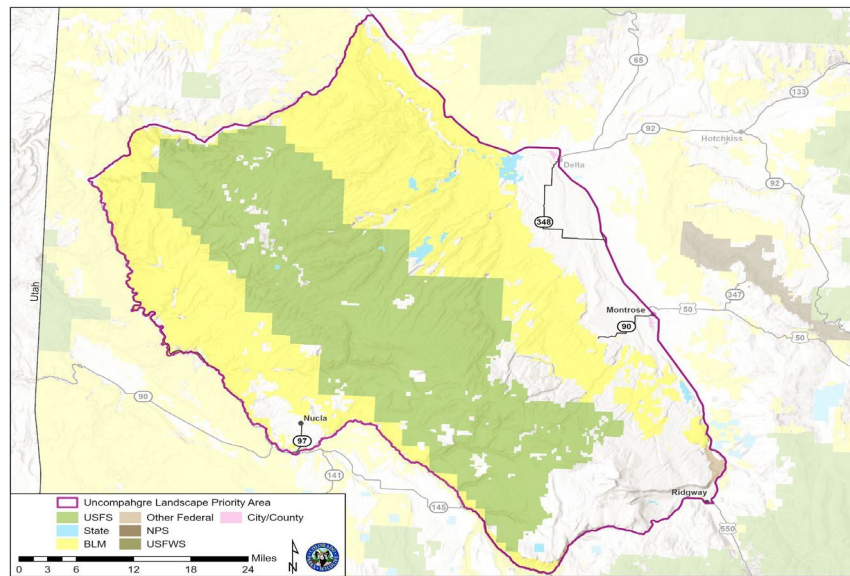 65
133
92
Hotchkiss
Delta
92
348
Utah
Montrose
50
347
90
50
90
Nucla
97
141
145
Ridgway
550
Uncompahgre Landscape Priority Area
USFS Other Federal City/County
State NPS
BLM USFWS
Miles
0 3 6 12 18 24
N